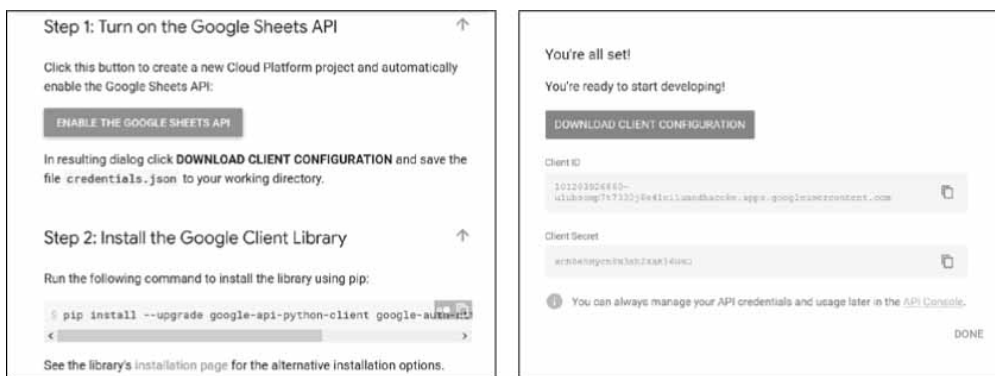 Step 1: Turn on the Google Sheets API
Click this button to create a new Cloud Platform project and automatically
enable the Google Sheets API:
ENABLE THE GOOGLE SHEETS API
In resulting dialog click DOWNLOAD CLIENT CONFIGURATION and save the
file credentials.json to your working directory.
Step 2: Install the Google Client Library
Run the following command to install the library using pip:
$ pip install --upgrade google-api-python-client google-auth
See the library's installation page for the alternative installation options.
You're all set!
You're ready to start developing!
DOWNLOAD CLIENT CONFIGURATION
Client ID
Client Secret
You can always manage your API credentials and usage later in the API Console.
DONE